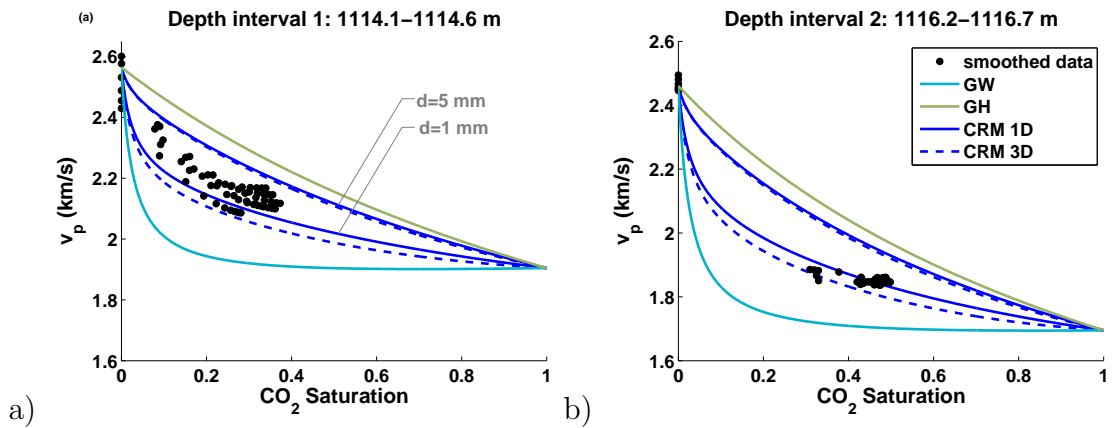 (a)
Depth interval 1: 1114.1–1114.6 m
2.6
2.4
2.2
2
1.8
1.6
v_p (km/s)
d=5 mm
d=1 mm
0 0.2 0.4 0.6 0.8 1
CO_2 Saturation
a)
Depth interval 2: 1116.2–1116.7 m
2.6
2.4
2.2
2
1.8
1.6
v_p (km/s)
smoothed data
GW
GH
CRM 1D
CRM 3D
0 0.2 0.4 0.6 0.8 1
CO_2 Saturation
b)